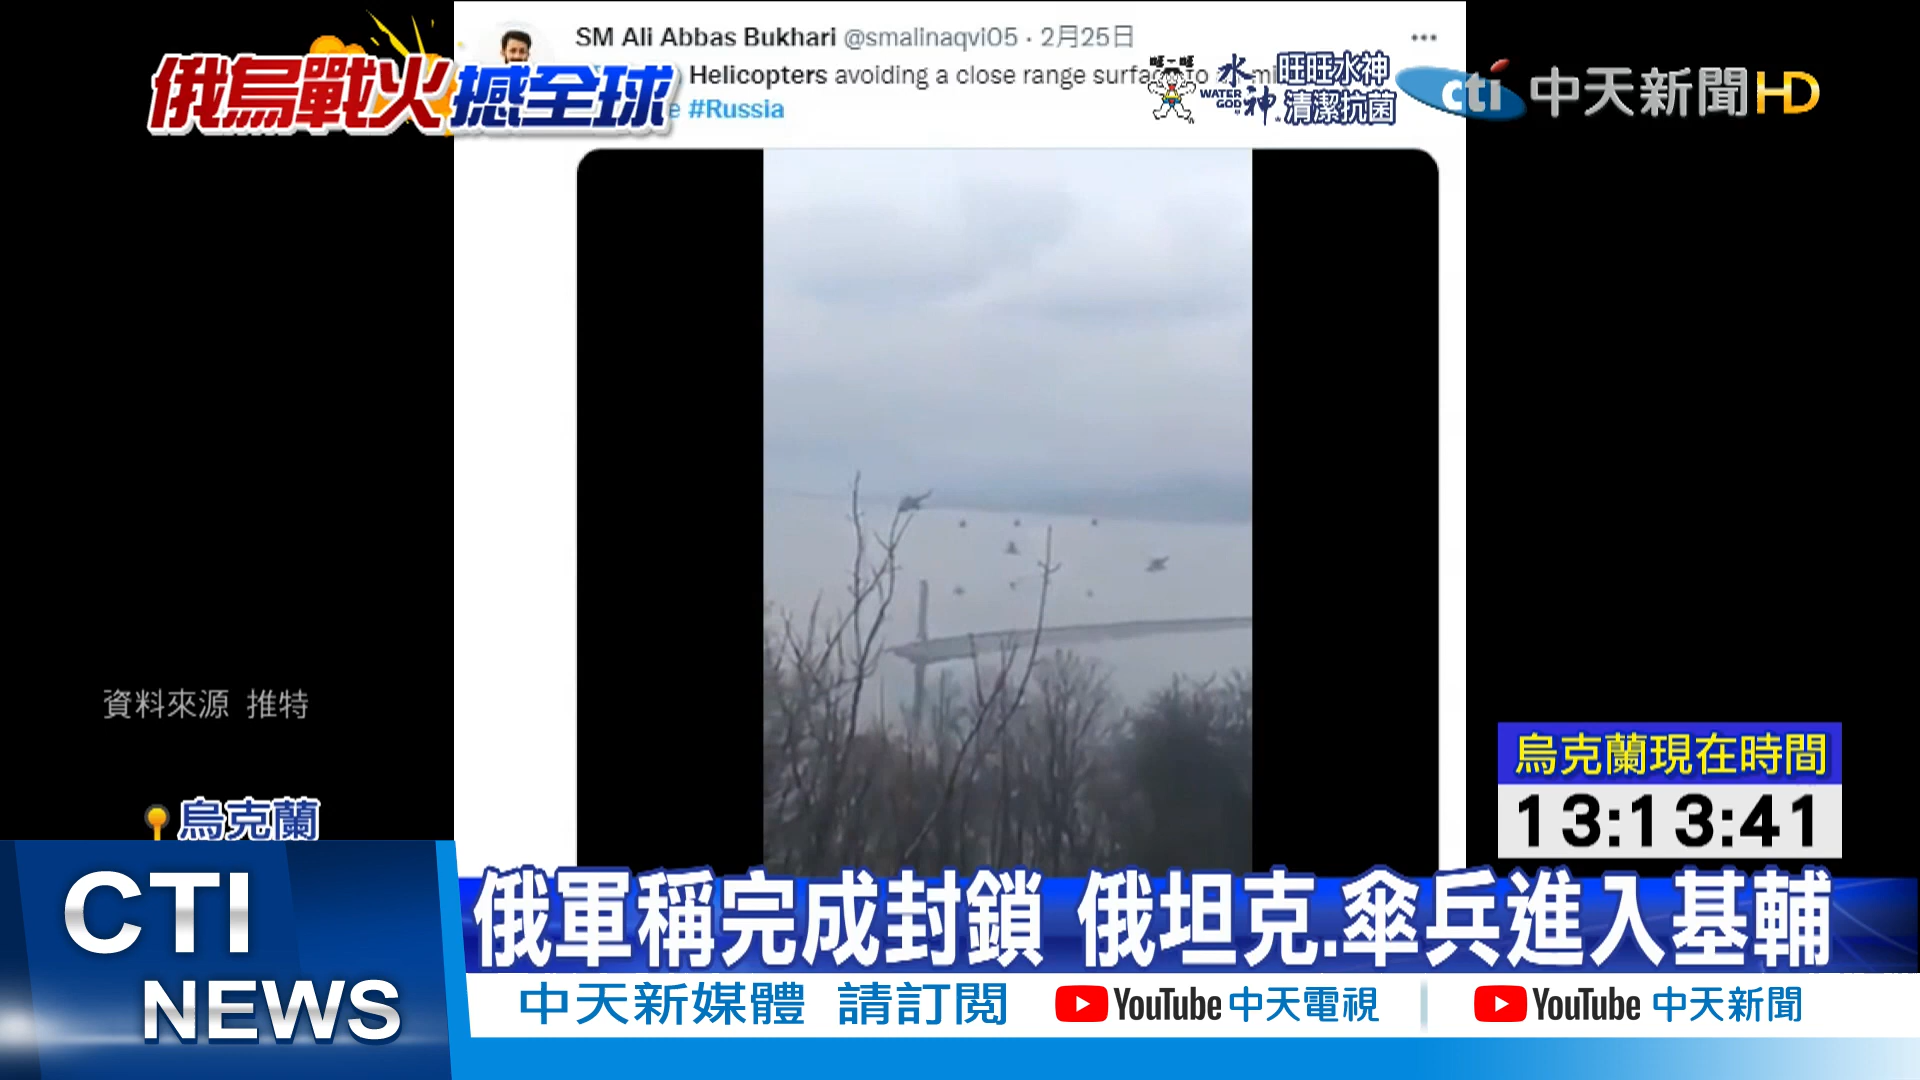 SM Ali Abbas Bukhari @smalinaqvi05 · 2月25日
Helicopters avoiding a close range
#Russia
俄烏戰火撼全球
旺旺
水神
WATER GOD
旺旺水神
清潔抗菌
cti 中天新聞HD
資料來源 推特
烏克蘭
烏克蘭現在時間
13:13:41
CTI
NEWS
俄軍稱完成封鎖 俄坦克.傘兵進入基輔
中天新媒體 請訂閱 YouTube 中天電視 YouTube 中天新聞